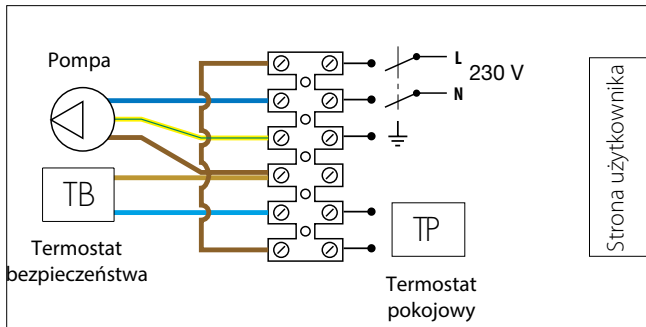 Pompa
L
230 V
N
TB
Termostat
bezpieczeństwa
TP
Termostat
pokojowy
Strona użytkownika